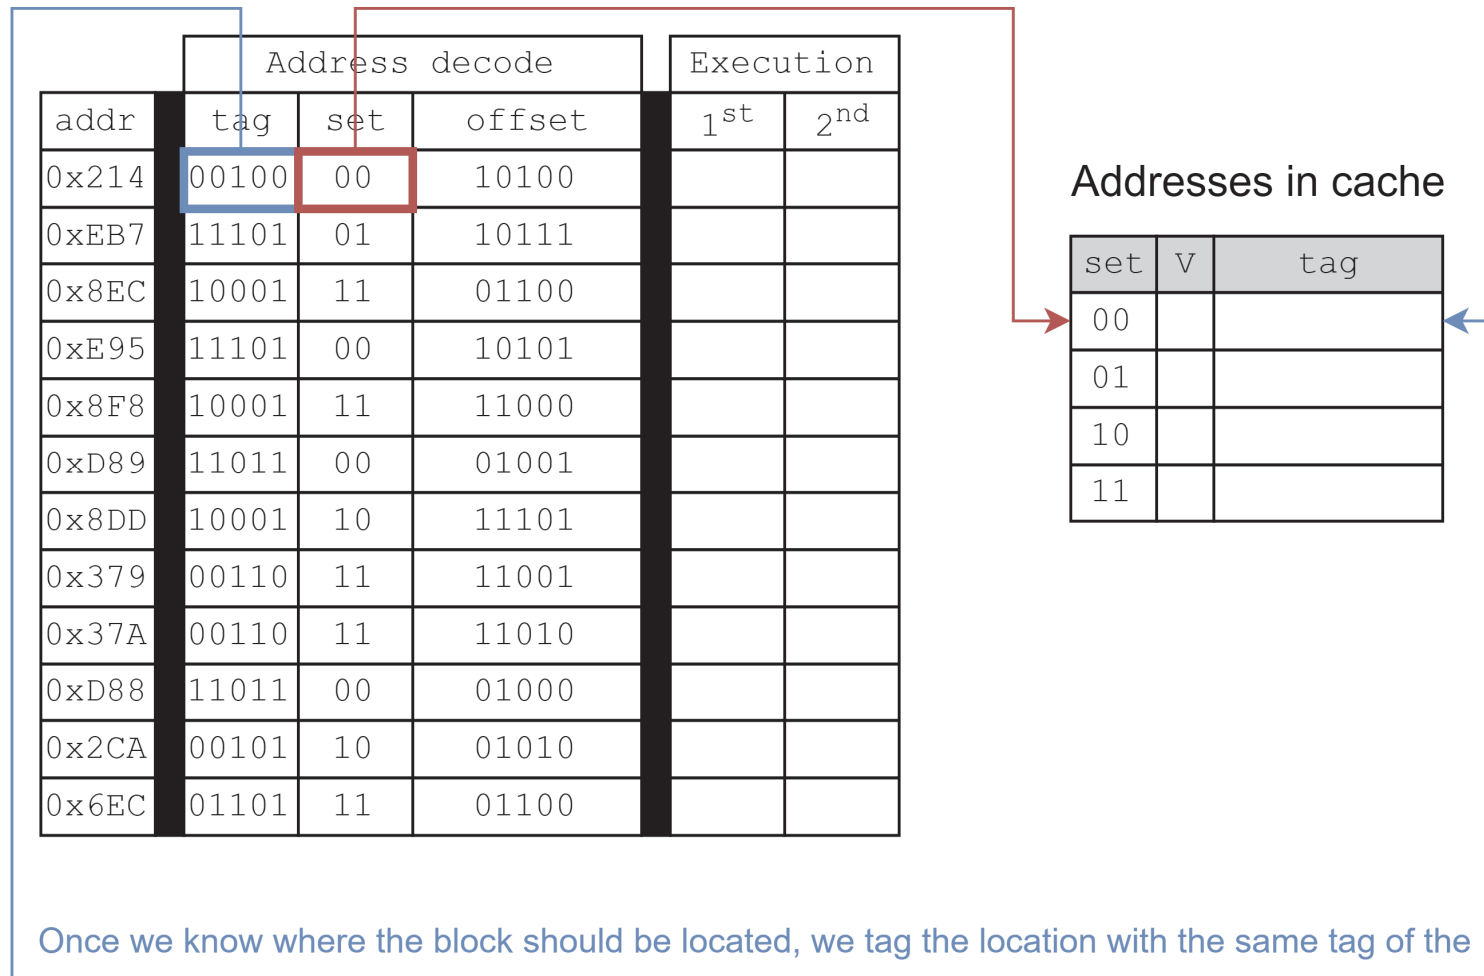 Address decode Execution
addr tag set offset 1st 2nd
0x214 00100 00 10100
0xEB7 11101 01 10111
0x8EC 10001 11 01100
0xE95 11101 00 10101
0x8F8 10001 11 11000
0xD89 11011 00 01001
0x8DD 10001 10 11101
0x379 00110 11 11001
0x37A 00110 11 11010
0xD88 11011 00 01000
0x2CA 00101 10 01010
0x6EC 01101 11 01100
Addresses in cache
set V tag
00
01
10
11
Once we know where the block should be located, we tag the location with the same tag of the